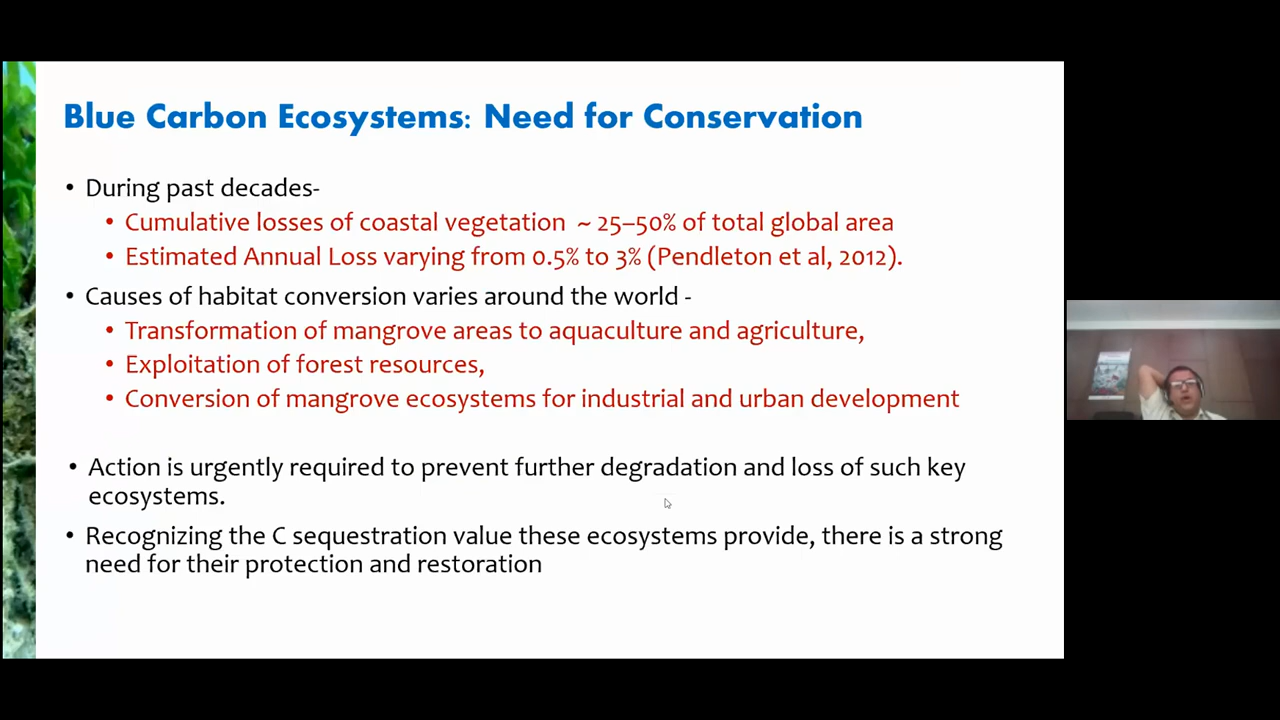 Blue Carbon Ecosystems: Need for Conservation
• During past decades-
• Cumulative losses of coastal vegetation ~ 25–50% of total global area
• Estimated Annual Loss varying from 0.5% to 3% (Pendleton et al, 2012).
• Causes of habitat conversion varies around the world -
• Transformation of mangrove areas to aquaculture and agriculture,
• Exploitation of forest resources,
• Conversion of mangrove ecosystems for industrial and urban development
• Action is urgently required to prevent further degradation and loss of such key
ecosystems.
• Recognizing the C sequestration value these ecosystems provide, there is a strong
need for their protection and restoration